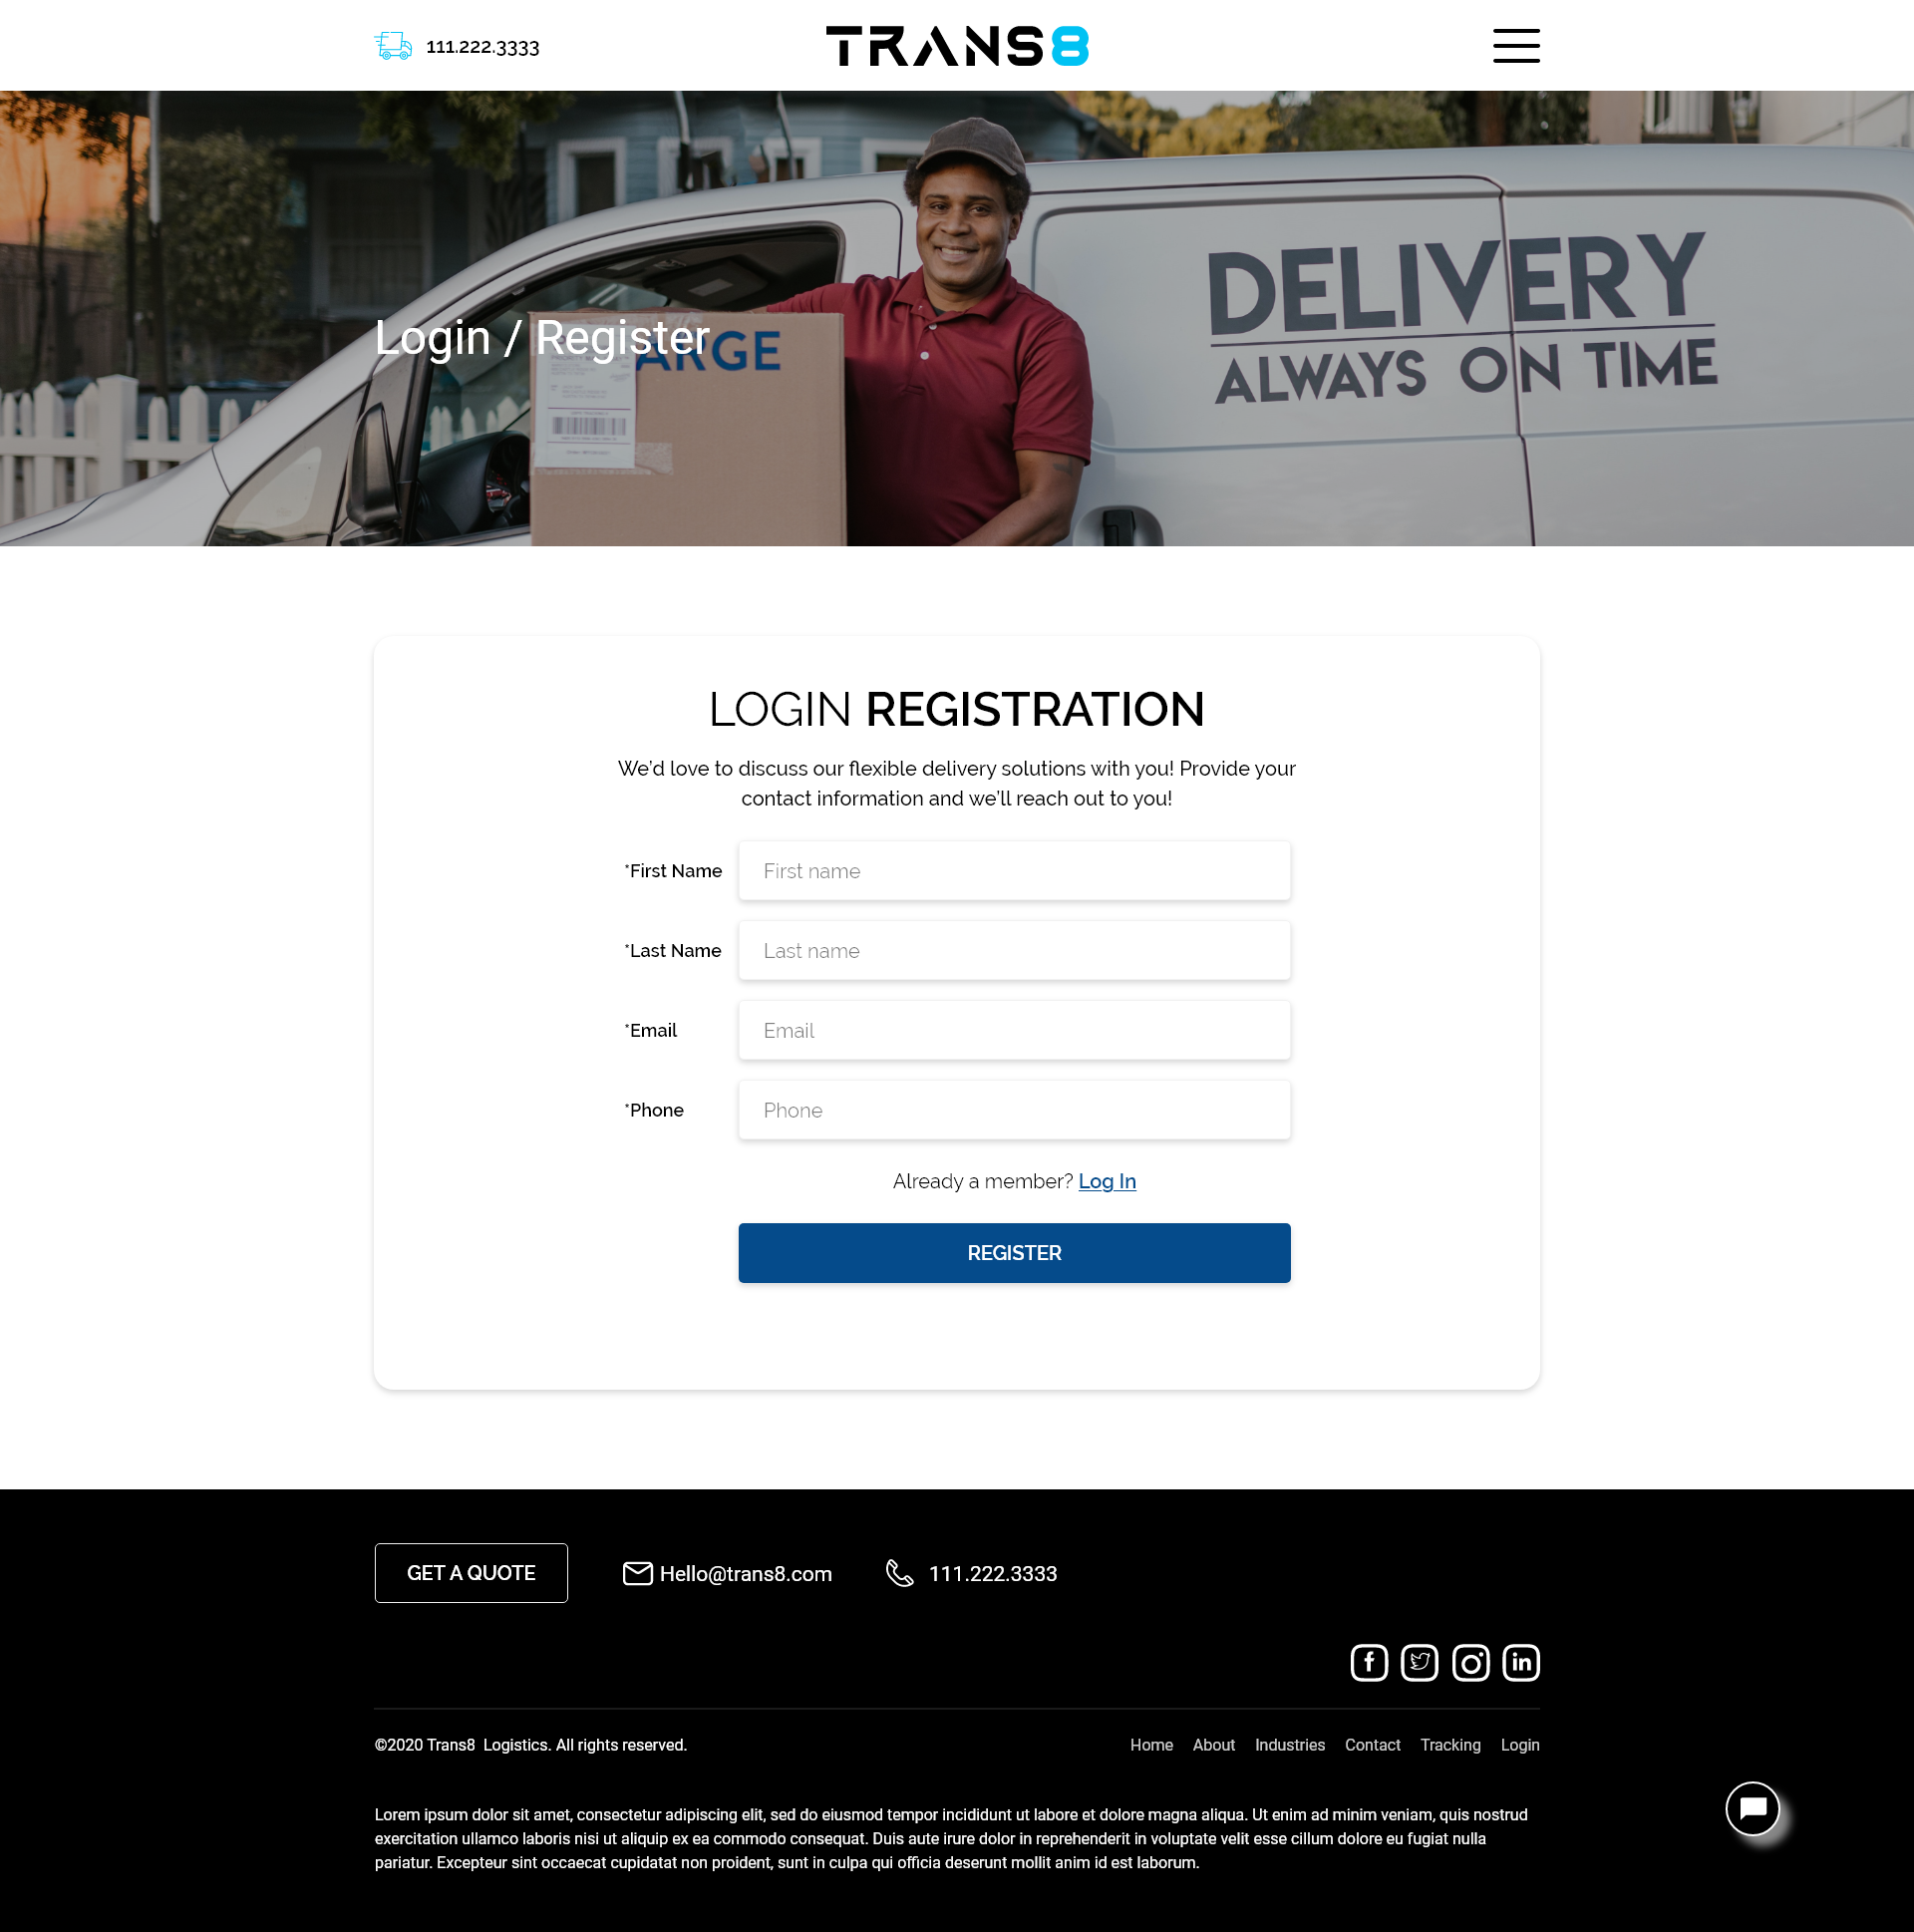 111.222.3333
TRANS8
DELIVERY
ALWAYS ON TIME
Login / Register
ARGE
LOGIN REGISTRATION
We’d love to discuss our flexible delivery solutions with you! Provide your
contact information and we’ll reach out to you!
*First Name
First name
*Last Name
Last name
*Email
Email
*Phone
Phone
Already a member? Log In
REGISTER
GET A QUOTE
Hello@trans8.com
111.222.3333
©2020 Trans8 Logistics. All rights reserved.
Home About Industries Contact Tracking Login
Lorem ipsum dolor sit amet, consectetur adipiscing elit, sed do eiusmod tempor incididunt ut labore et dolore magna aliqua. Ut enim ad minim veniam, quis nostrud
exercitation ullamco laboris nisi ut aliquip ex ea commodo consequat. Duis aute irure dolor in reprehenderit in voluptate velit esse cillum dolore eu fugiat nulla
pariatur. Excepteur sint occaecat cupidatat non proident, sunt in culpa qui officia deserunt mollit anim id est laborum.